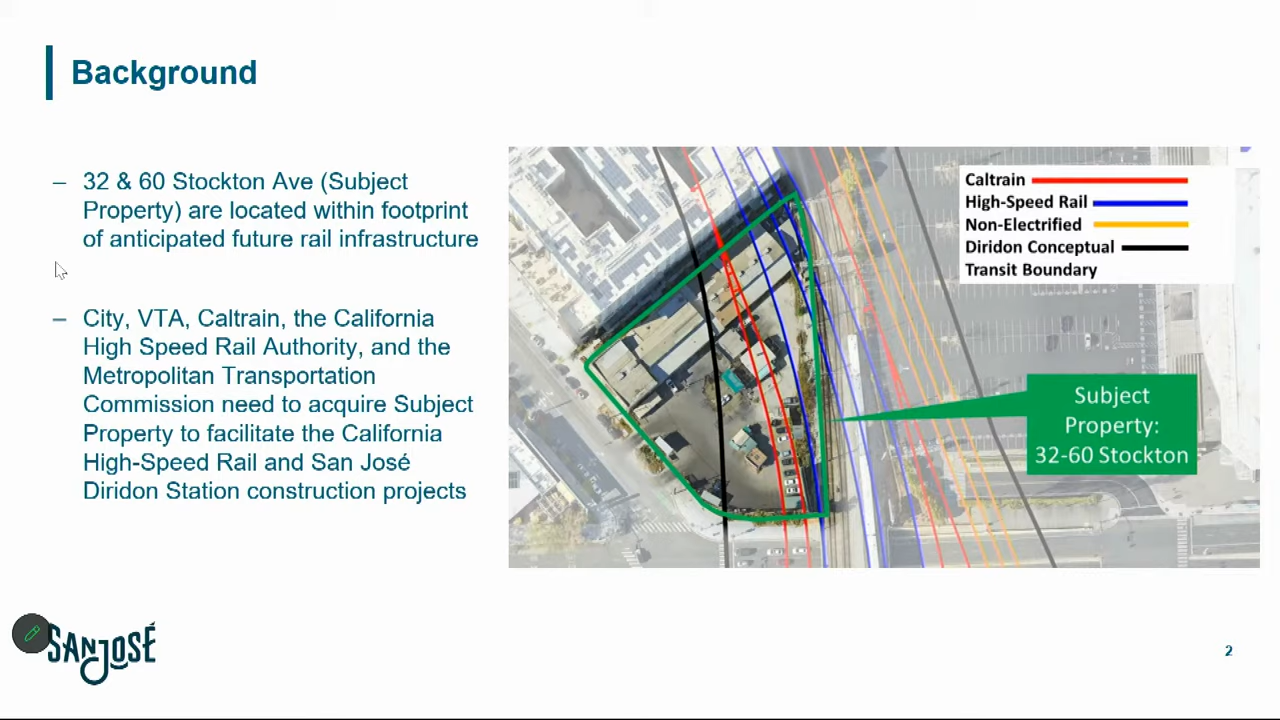 Background
– 32 & 60 Stockton Ave (Subject
Property) are located within footprint
of anticipated future rail infrastructure
– City, VTA, Caltrain, the California
High Speed Rail Authority, and the
Metropolitan Transportation
Commission need to acquire Subject
Property to facilitate the California
High-Speed Rail and San José
Diridon Station construction projects
Caltrain
High-Speed Rail
Non-Electrified
Diridon Conceptual
Transit Boundary
Subject
Property:
32-60 Stockton
SAN JOSÉ
2